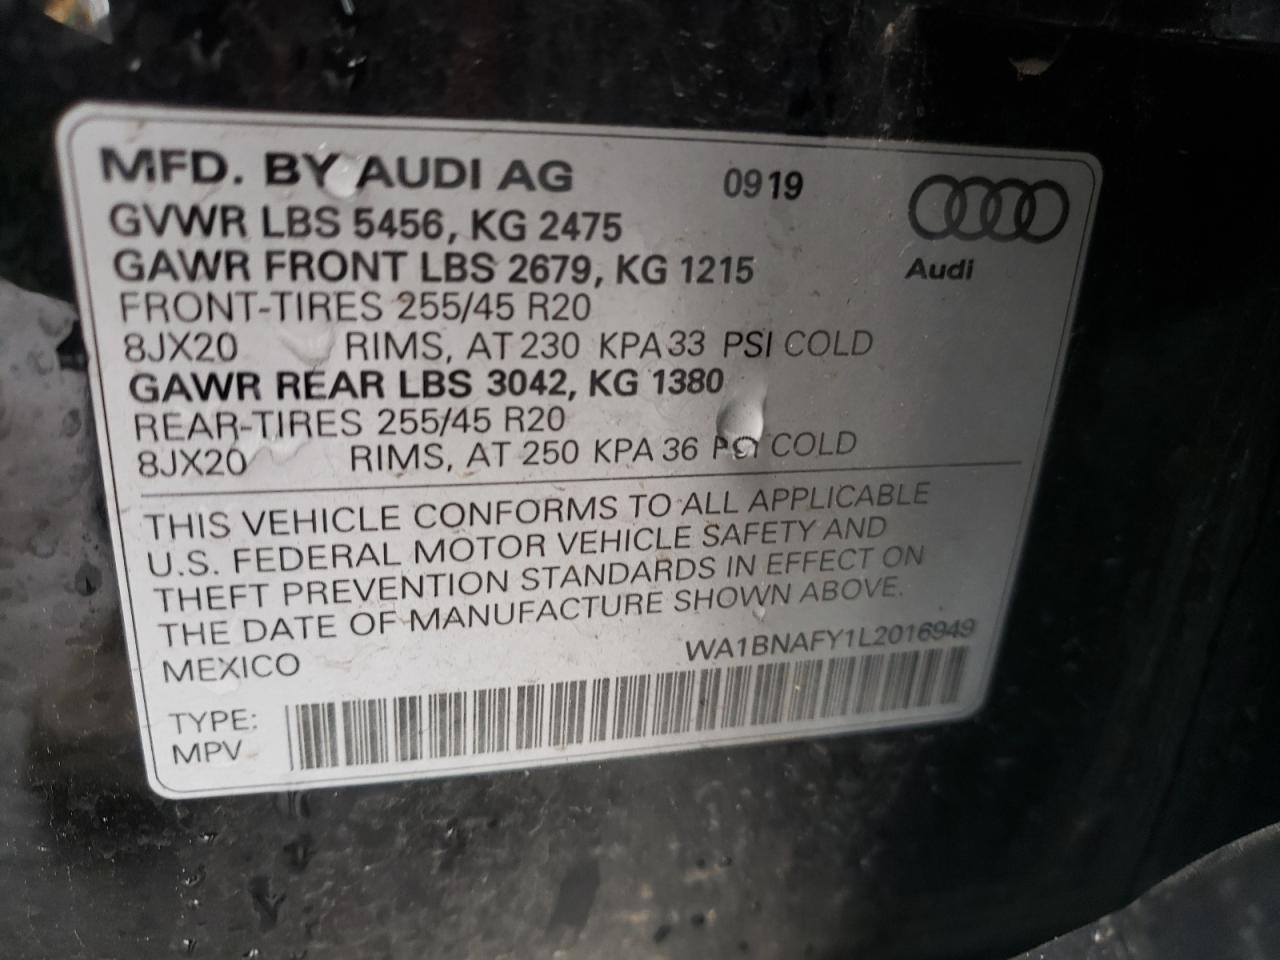 MFD. BY AUDI AG 0919
GVWR LBS 5456, KG 2475
GAWR FRONT LBS 2679, KG 1215
Audi
FRONT-TIRES 255/45 R20
8JX20 RIMS, AT 230 KPA 33 PSI COLD
GAWR REAR LBS 3042, KG 1380
REAR-TIRES 255/45 R20
8JX20 RIMS, AT 250 KPA 36 PSI COLD
THIS VEHICLE CONFORMS TO ALL APPLICABLE
U.S. FEDERAL MOTOR VEHICLE SAFETY AND
THEFT PREVENTION STANDARDS IN EFFECT ON
THE DATE OF MANUFACTURE SHOWN ABOVE.
MEXICO WA1BNAFY1L2016949
TYPE:
MPV